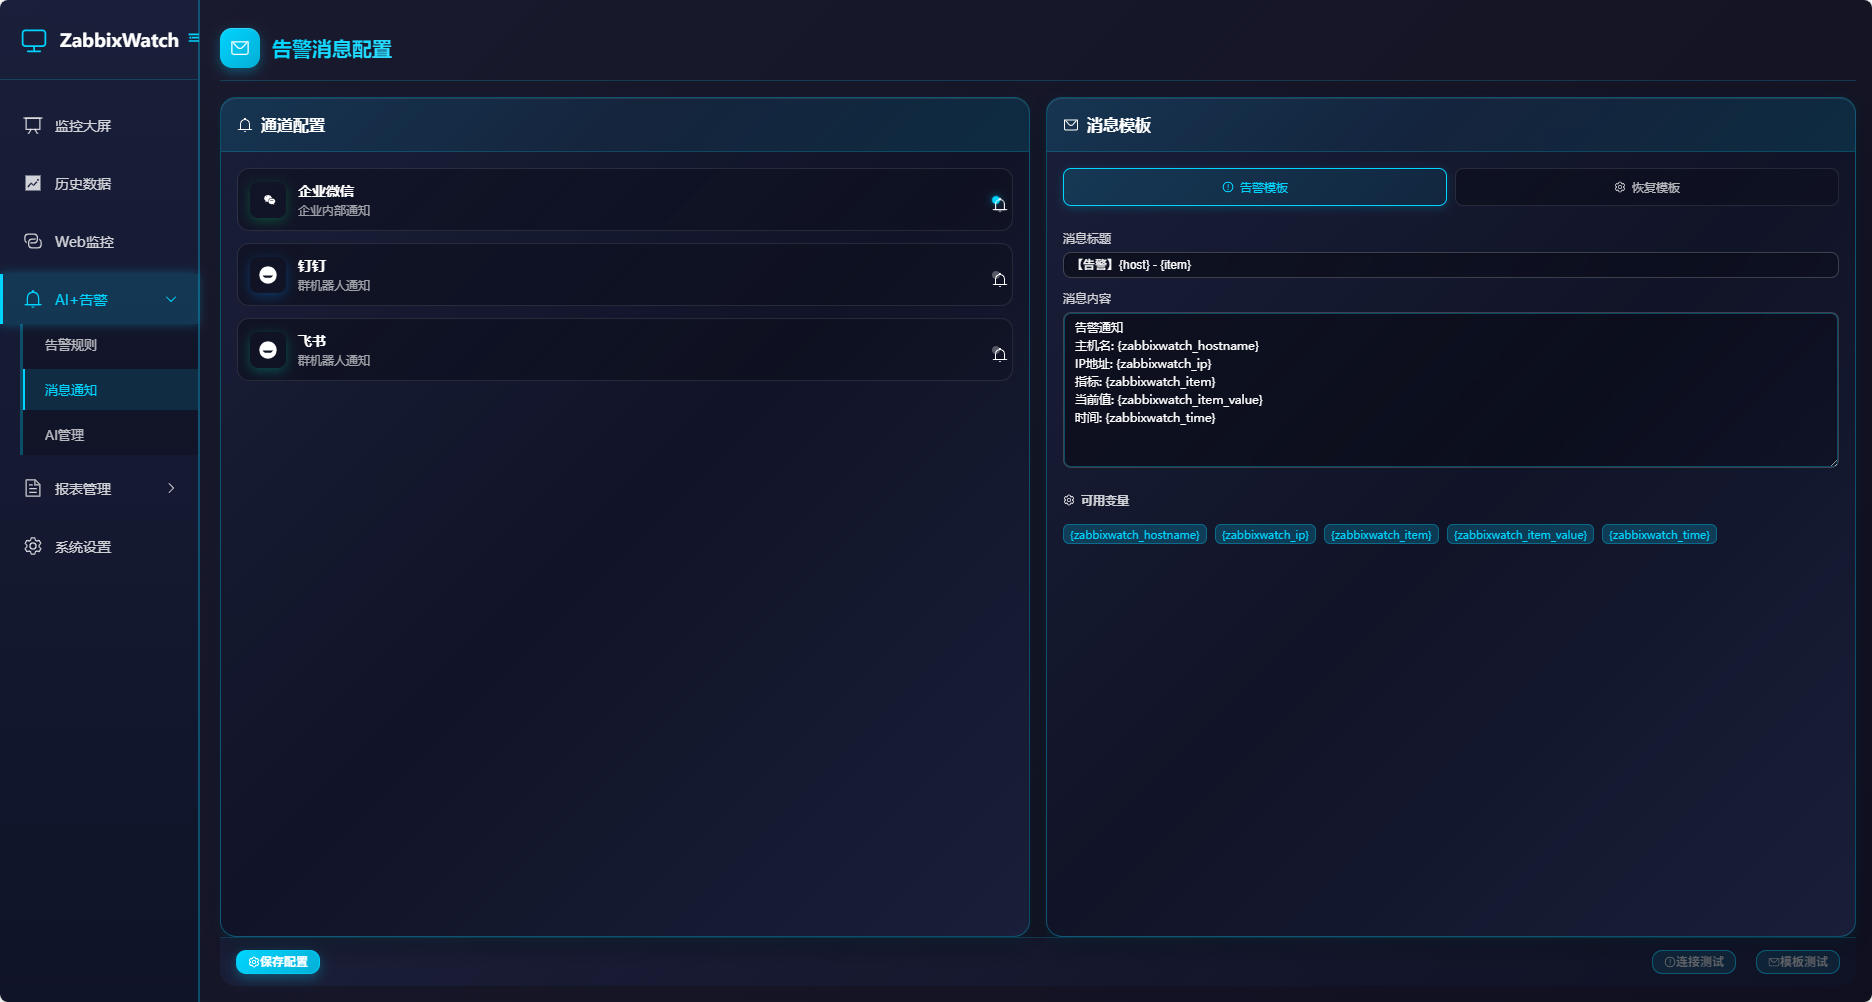 ZabbixWatch
监控大屏
历史数据
Web监控
AI+告警
告警规则
消息通知
AI管理
报表管理
系统设置
告警消息配置
通道配置
企业微信
企业内部通知
钉钉
群机器人通知
飞书
群机器人通知
消息模板
告警模板
恢复模板
消息标题
【告警】{host} - {item}
消息内容
告警通知
主机名: {zabbixwatch_hostname}
IP地址: {zabbixwatch_ip}
指标: {zabbixwatch_item}
当前值: {zabbixwatch_item_value}
时间: {zabbixwatch_time}
可用变量
{zabbixwatch_hostname} {zabbixwatch_ip} {zabbixwatch_item} {zabbixwatch_item_value} {zabbixwatch_time}
保存配置
连接测试
模板测试